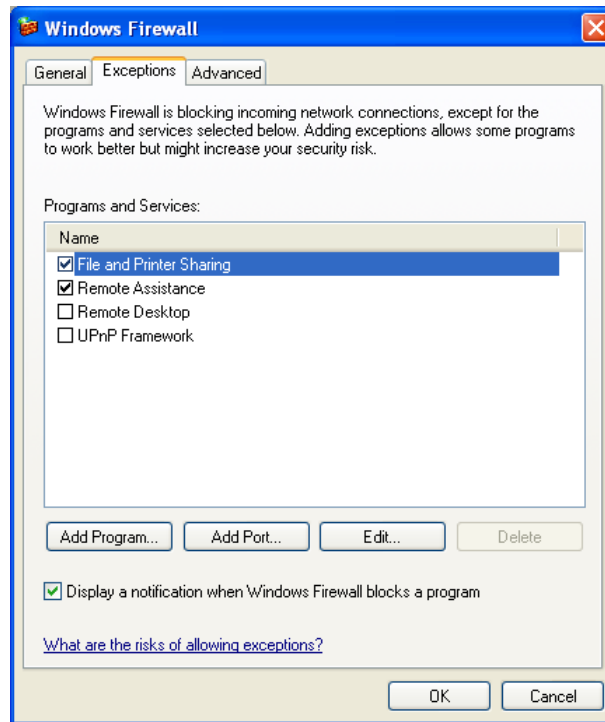 Windows Firewall
General Exceptions Advanced
Windows Firewall is blocking incoming network connections, except for the
programs and services selected below. Adding exceptions allows some programs
to work better but might increase your security risk.
Programs and Services:
Name
File and Printer Sharing
Remote Assistance
Remote Desktop
UPnP Framework
Add Program... Add Port... Edit... Delete
Display a notification when Windows Firewall blocks a program
What are the risks of allowing exceptions?
OK Cancel